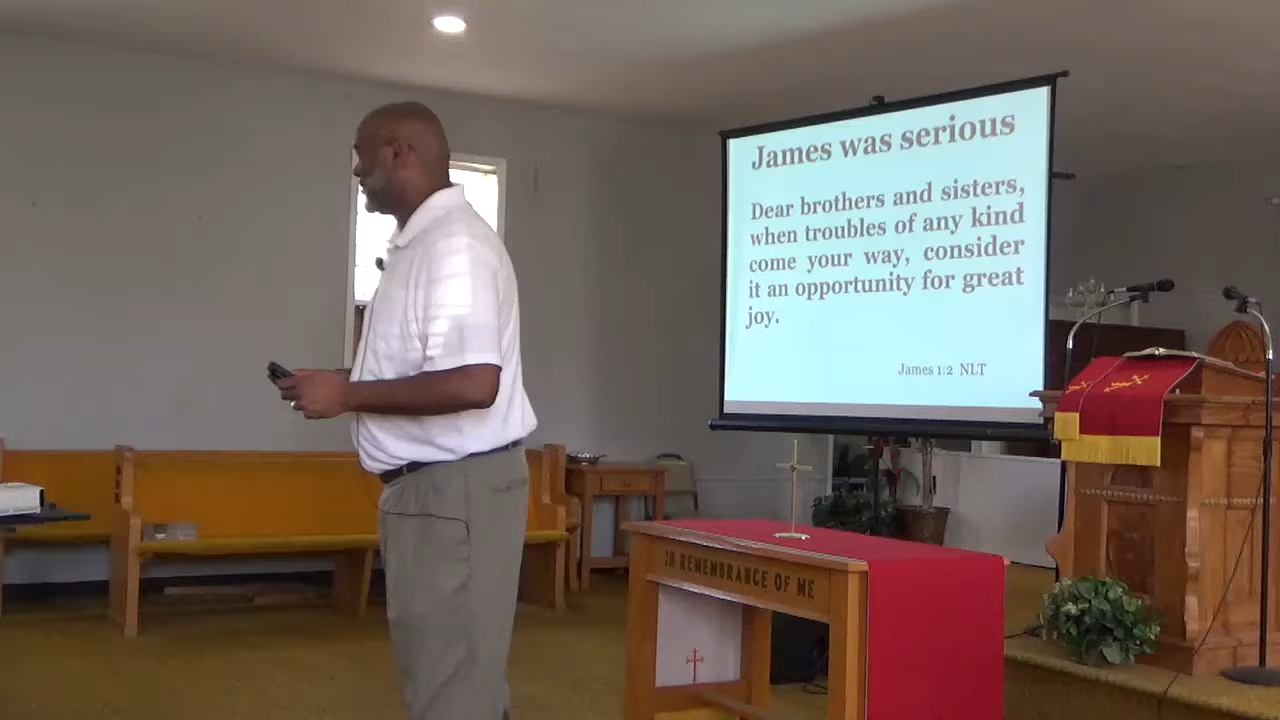 James was serious
Dear brothers and sisters,
when troubles of any kind
come your way, consider
it an opportunity for great
joy.
James 1:2 NLT
IN REMEMBRANCE OF ME